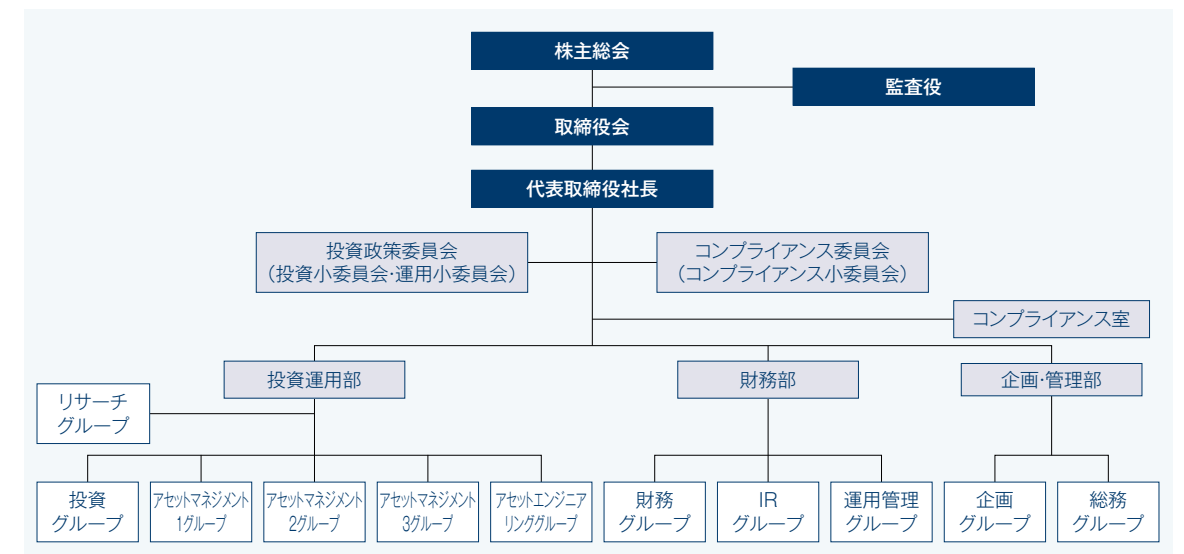 株主総会
監査役
取締役会
代表取締役社長
投資政策委員会
（投資小委員会・運用小委員会）
コンプライアンス委員会
（コンプライアンス小委員会）
コンプライアンス室
投資運用部
財務部
企画・管理部
リサーチ
グループ
投資
グループ
アセットマネジメント
1グループ
アセットマネジメント
2グループ
アセットマネジメント
3グループ
アセットエンジニア
リンググループ
財務
グループ
IR
グループ
運用管理
グループ
企画
グループ
総務
グループ